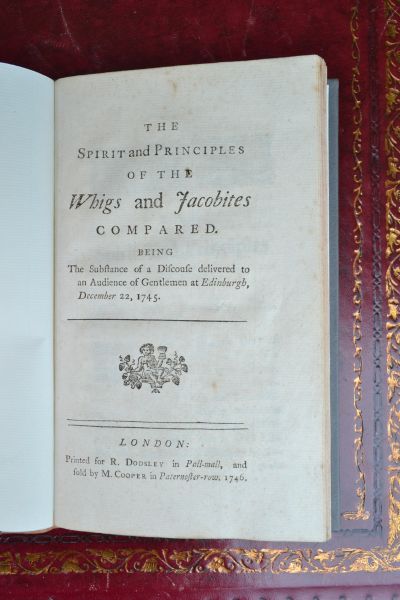 THE
SPIRIT and PRINCIPLES
OF THE
Whigs and Jacobites
COMPARED.
BEING
The Subſtance of a Diſcouſe delivered to
an Audience of Gentlemen at Edinburgh,
December 22, 1745.
LONDON:
Printed for R. DODSLEY in Pall-mall, and
ſold by M. COOPER in Paternoſter-row. 1746.